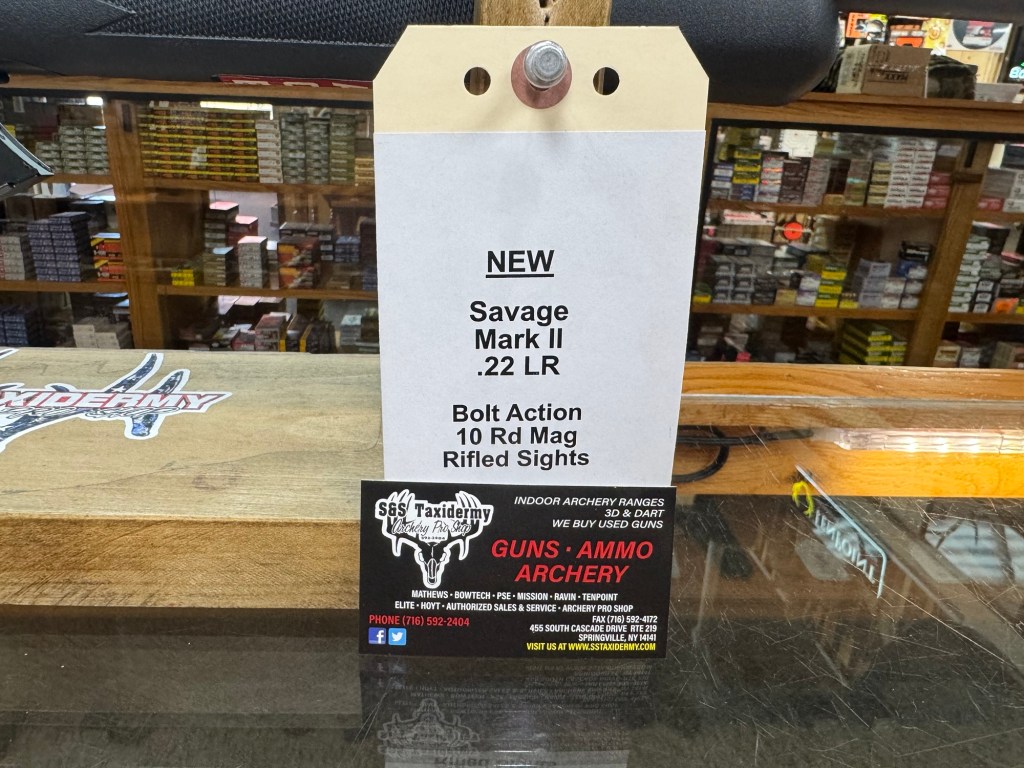 NEW
Savage
Mark II
.22 LR
Bolt Action
10 Rd Mag
Rifled Sights
S&S Taxidermy
Archery Pro Shop
INDOOR ARCHERY RANGES
3D & DART
WE BUY USED GUNS
GUNS · AMMO
ARCHERY
MATHEWS · BOWTECH · PSE · MISSION · RAVIN · TENPOINT
ELITE · HOYT · AUTHORIZED SALES & SERVICE · ARCHERY PRO SHOP
PHONE (716) 592-2404
FAX (716) 592-4172
455 SOUTH CASCADE DRIVE RTE 219
SPRINGVILLE, NY 14141
VISIT US AT WWW.SSTAXIDERMY.COM
XIDERMY